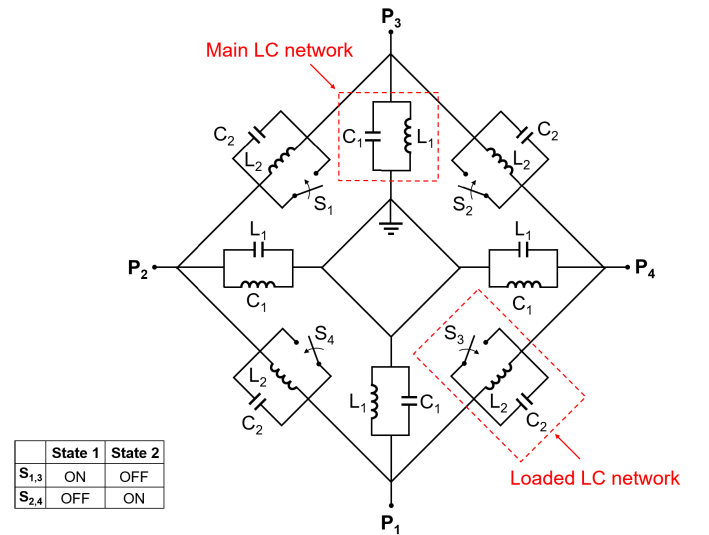 P3
Main LC network
C1 L1
C2 L2 S1
C2 L2 S2
P2
L1
C1
L1
C1
P4
S4
L2
C2
S3
L2
C2
L1 C1
State 1 State 2
S1,3 ON OFF
S2,4 OFF ON
Loaded LC network
P1